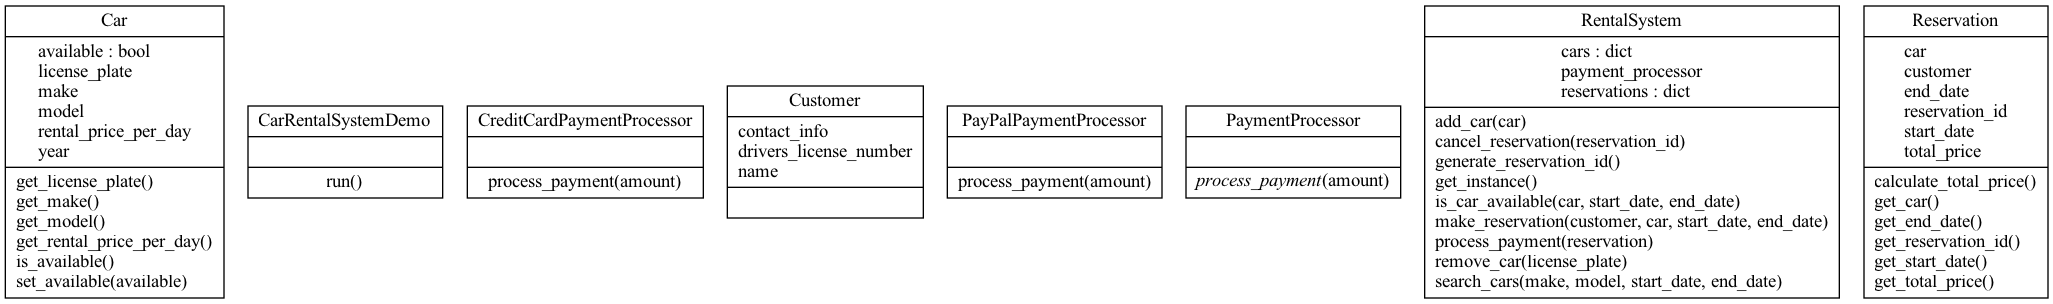 Car
available : bool
license_plate
make
model
rental_price_per_day
year
get_license_plate()
get_make()
get_model()
get_rental_price_per_day()
is_available()
set_available(available)
CarRentalSystemDemo
run()
CreditCardPaymentProcessor
process_payment(amount)
Customer
contact_info
drivers_license_number
name
PayPalPaymentProcessor
process_payment(amount)
PaymentProcessor
process_payment(amount)
RentalSystem
cars : dict
payment_processor
reservations : dict
add_car(car)
cancel_reservation(reservation_id)
generate_reservation_id()
get_instance()
is_car_available(car, start_date, end_date)
make_reservation(customer, car, start_date, end_date)
process_payment(reservation)
remove_car(license_plate)
search_cars(make, model, start_date, end_date)
Reservation
car
customer
end_date
reservation_id
start_date
total_price
calculate_total_price()
get_car()
get_end_date()
get_reservation_id()
get_start_date()
get_total_price()